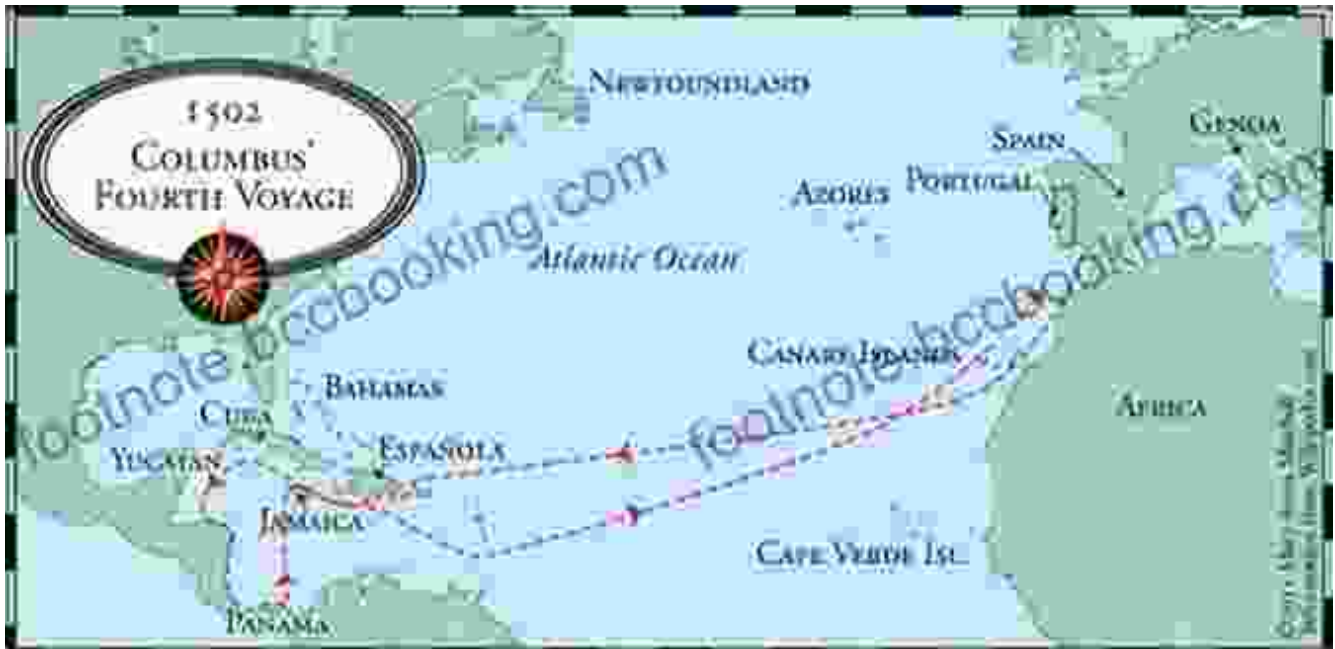 1502
COLUMBUS'
FOURTH VOYAGE
NEWFOUNDLAND
SPAIN
GENOA
AZORES
PORTUGAL
Atlantic Ocean
CANARY ISLANDS
BAHAMAS
CUBA
AFRICA
ESPAÑOLA
YUCATAN
JAMAICA
CAPE VERDE ISL.
PANAMA
footnote.bccbooking.com
footnote.bccbooking.com